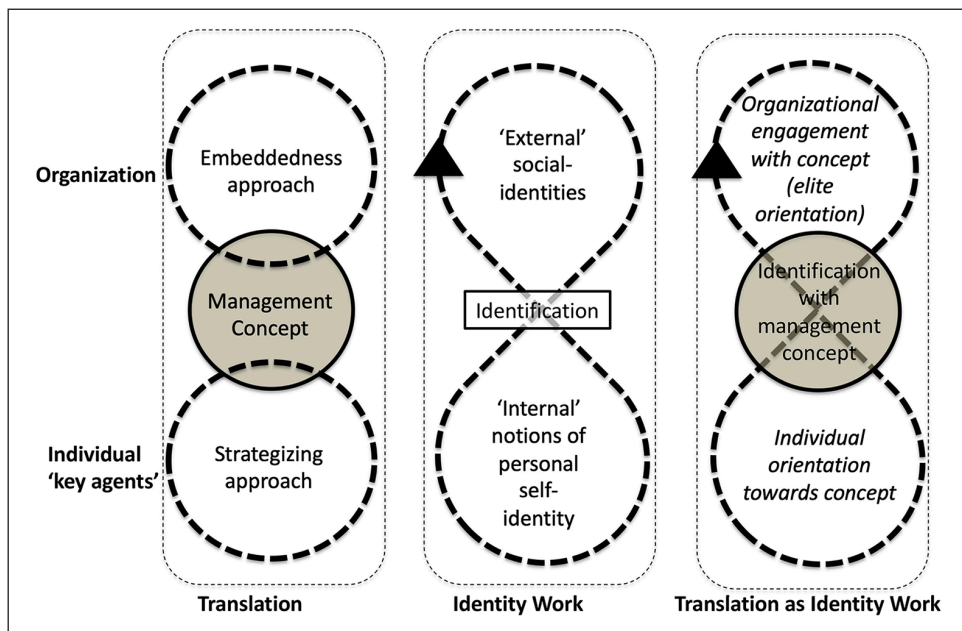 Organization
Individual
‘key agents’
Embeddedness
approach
Management
Concept
Strategizing
approach
Translation
‘External’
social-
identities
Identification
‘Internal’
notions of
personal
self-
identity
Identity Work
Organizational
engagement
with concept
(elite
orientation)
Identification
with
management
concept
Individual
orientation
towards concept
Translation as Identity Work